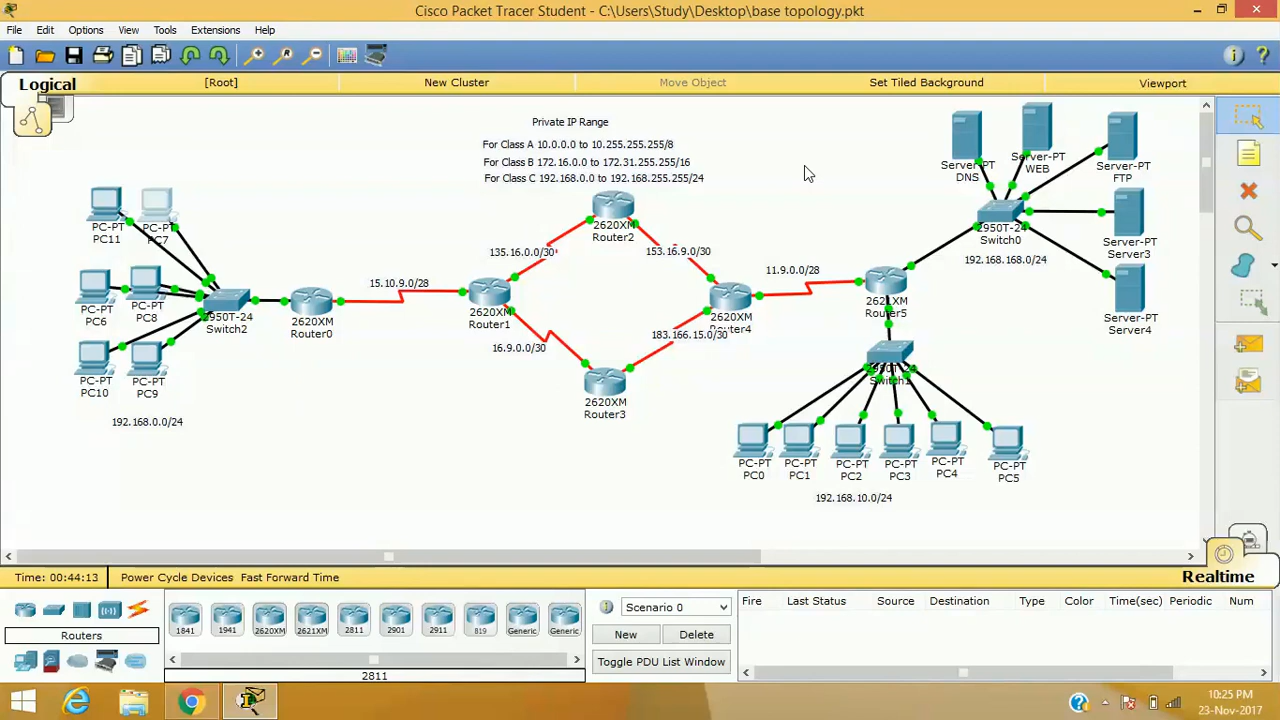 Cisco Packet Tracer Student - C:\Users\Study\Desktop\base topology.pkt
File Edit Options View Tools Extensions Help
Logical [Root] New Cluster Move Object Set Tiled Background Viewport
Private IP Range
For Class A 10.0.0.0 to 10.255.255.255/8
For Class B 172.16.0.0 to 172.31.255.255/16
For Class C 192.168.0.0 to 192.168.255.255/24
Server-PT
DNS
Server-PT
WEB
Server-PT
FTP
PC-PT
PC11
PC-PT
PC7
2620XM
Router2
2950T-24
Switch0
Server-PT
Server3
135.16.0.0/30
153.16.9.0/30
192.168.168.0/24
15.10.9.0/28
11.9.0.0/28
PC-PT
PC6
PC-PT
PC8
2950T-24
Switch2
2620XM
Router0
2620XM
Router1
2620XM
Router4
2620XM
Router5
Server-PT
Server4
16.9.0.0/30
183.166.15.0/30
PC-PT
PC10
PC-PT
PC9
2950T-24
Switch1
2620XM
Router3
192.168.0.0/24
PC-PT
PC0
PC-PT
PC1
PC-PT
PC2
PC-PT
PC3
PC-PT
PC4
PC-PT
PC5
192.168.10.0/24
Time: 00:44:13 Power Cycle Devices Fast Forward Time
Realtime
Routers
1841 1941 2620XM 2621XM 2811 2901 2911 819 Generic Generic
2811
Scenario 0
New Delete
Toggle PDU List Window
Fire Last Status Source Destination Type Color Time(sec) Periodic Num
10:25 PM
23-Nov-2017